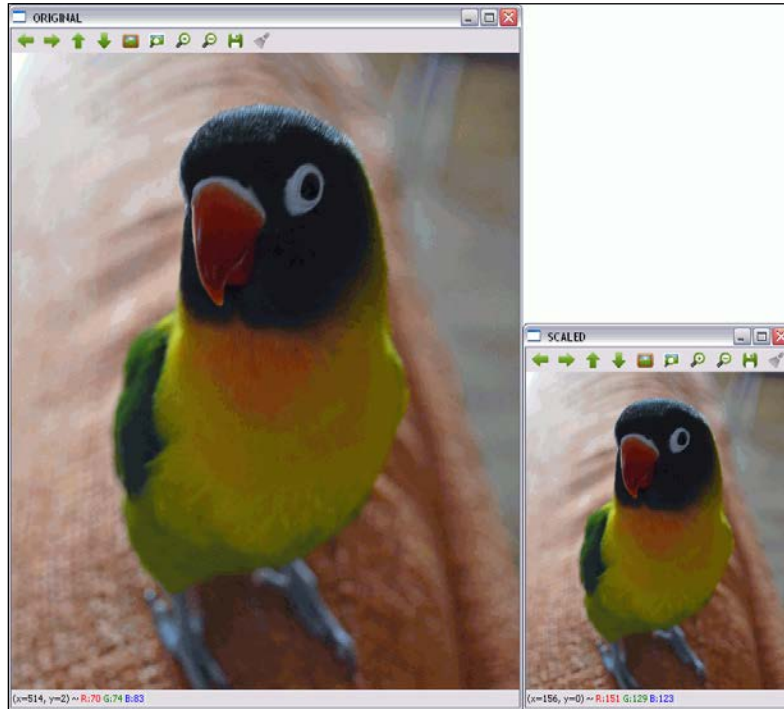 ORIGINAL
(x=514, y=2) ~ R:70 G:74 B:83
SCALED
(x=156, y=0) ~ R:151 G:129 B:123